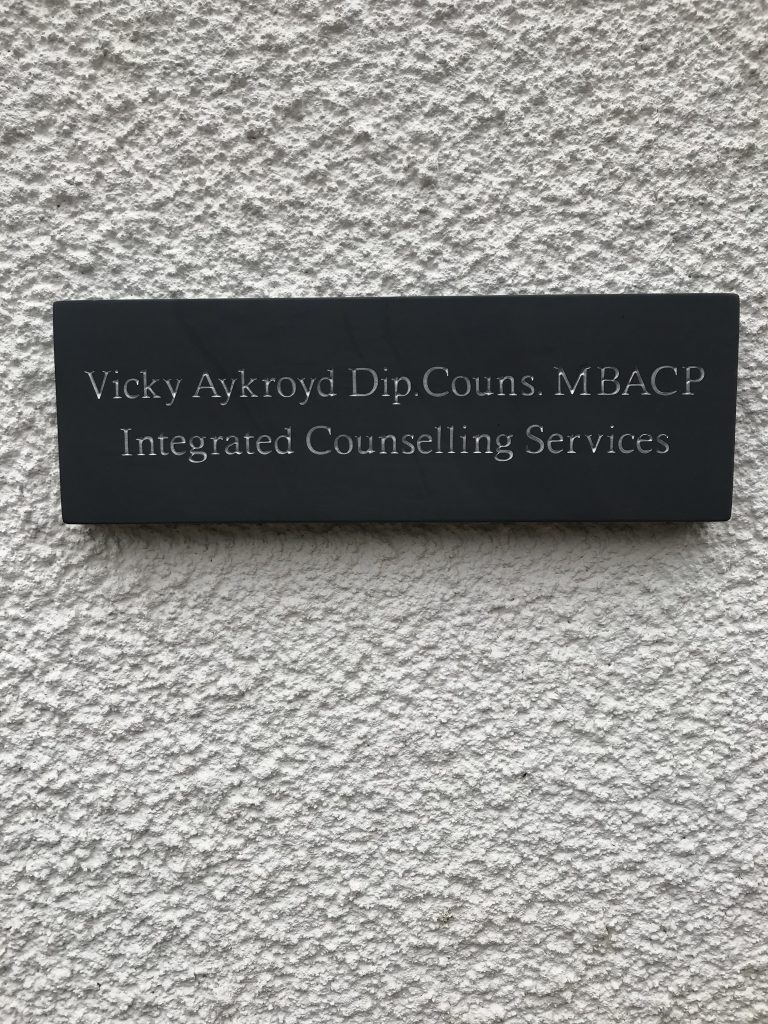 Vicky Aykroyd Dip.Couns. MBACP
Integrated Counselling Services